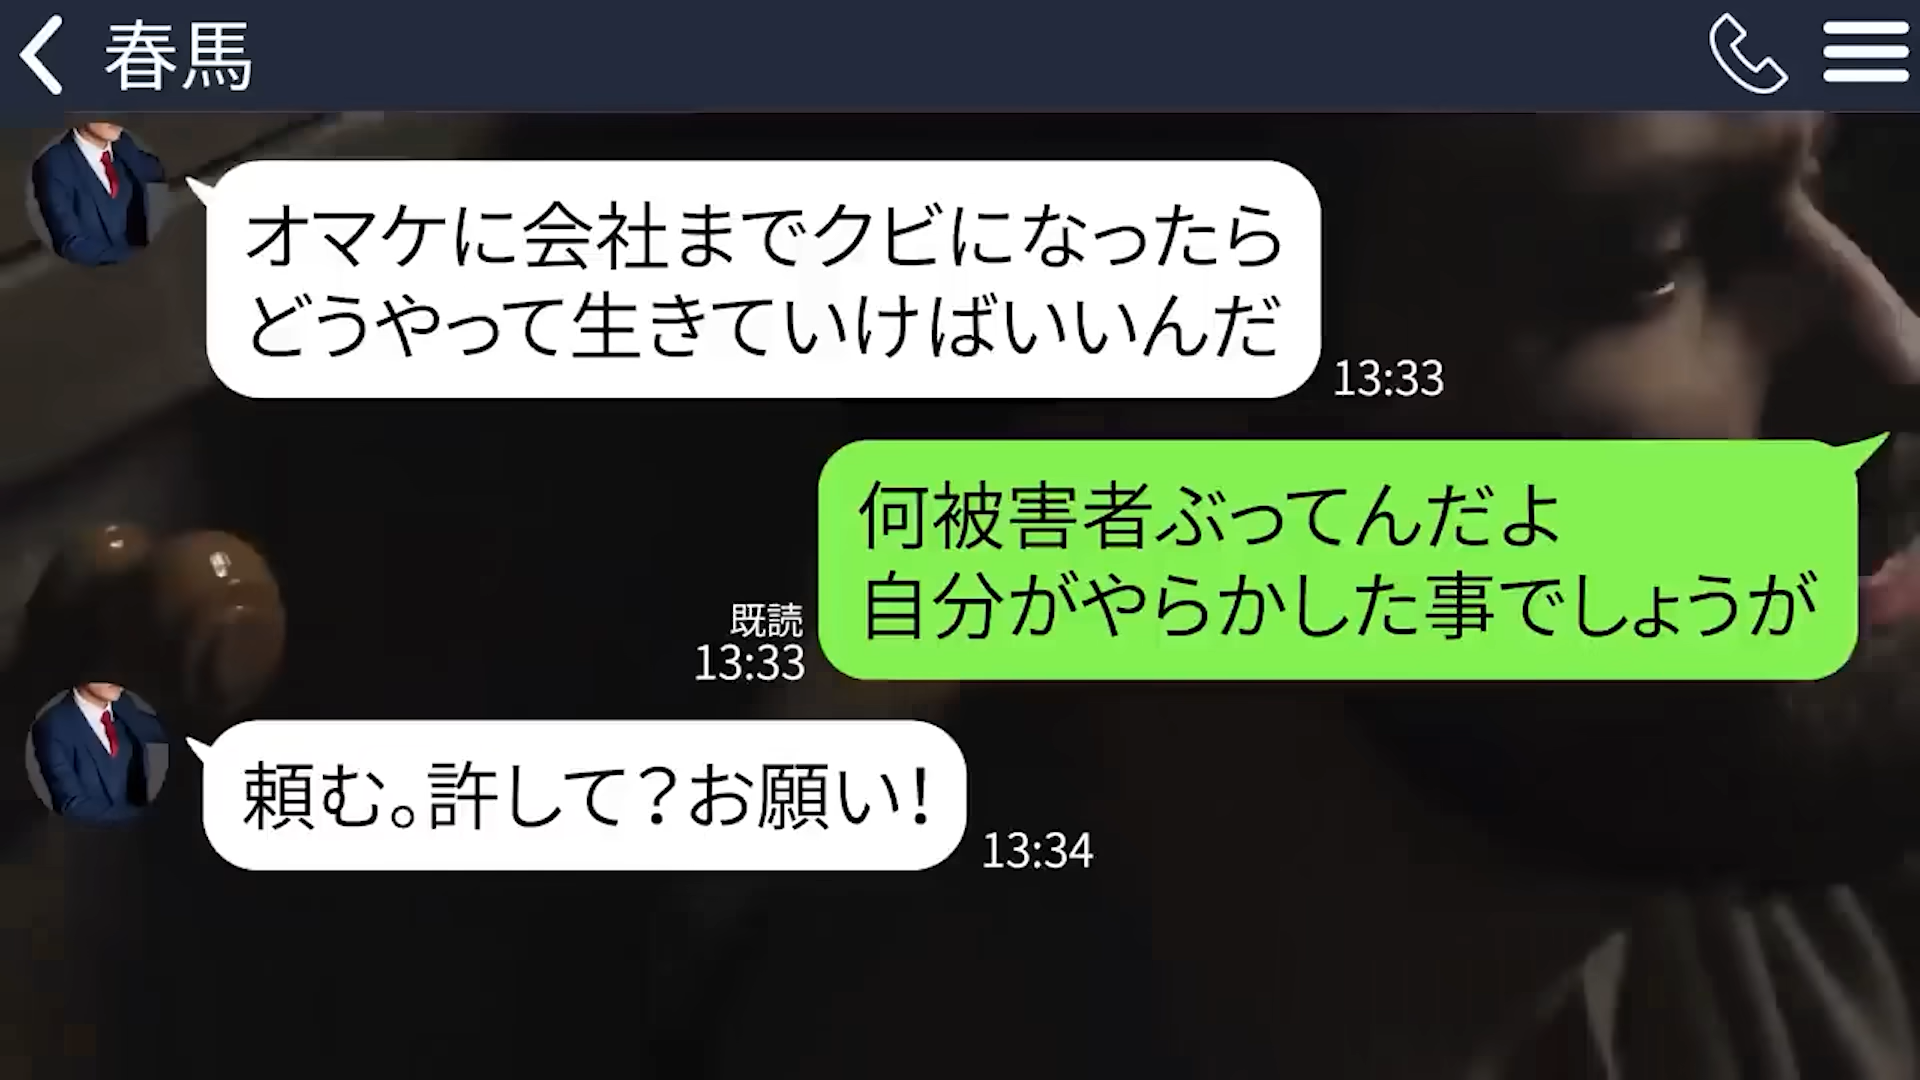 春馬
オマケに会社までクビになったら
どうやって生きていけばいいんだ
13:33
何被害者ぶってんだよ
自分がやらかした事でしょうが
既読
13:33
頼む。許して？お願い！
13:34